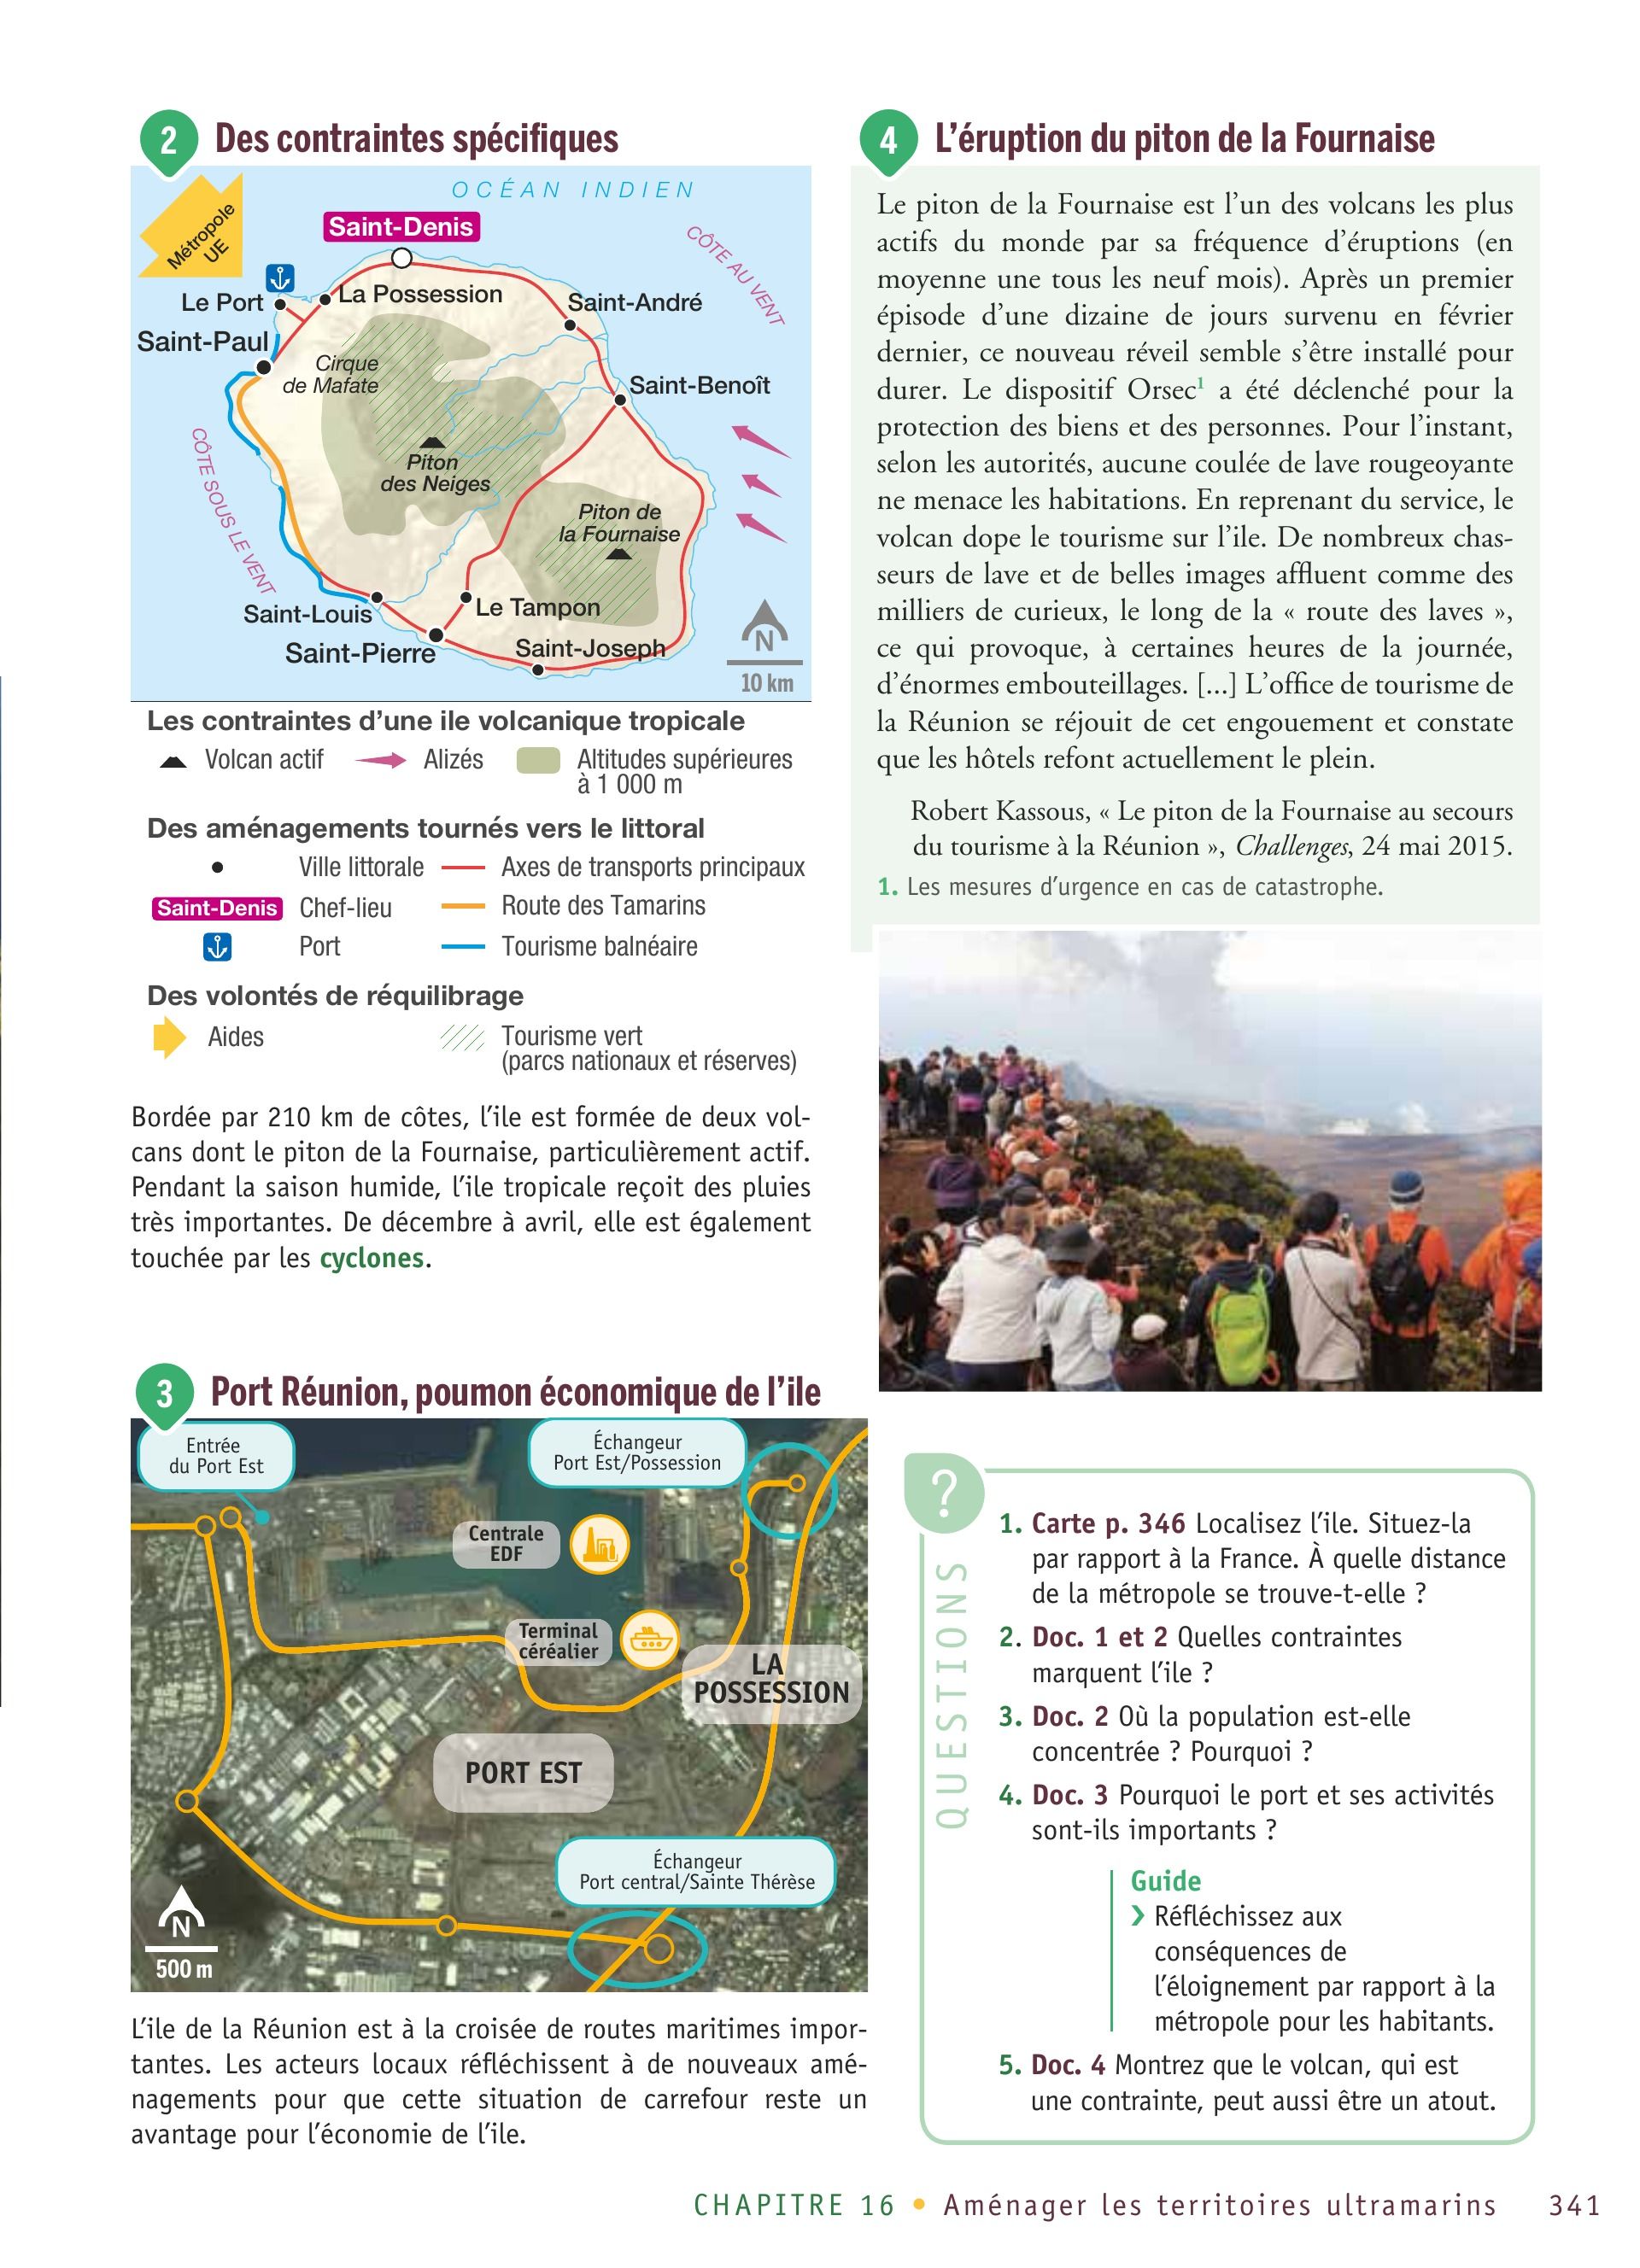 2 Des contraintes spécifiques
OCÉAN INDIEN
Métropole
UE
Saint-Denis
CÔTE AU VENT
Le Port
La Possession
Saint-André
Saint-Paul
Cirque
de Mafate
Saint-Benoît
CÔTE SOUS LE VENT
Piton
des Neiges
Piton de
la Fournaise
Saint-Louis
Le Tampon
Saint-Pierre
Saint-Joseph
N
10 km
Les contraintes d’une ile volcanique tropicale
Volcan actif
Alizés
Altitudes supérieures
à 1 000 m
Des aménagements tournés vers le littoral
Ville littorale
Axes de transports principaux
Saint-Denis
Chef-lieu
Route des Tamarins
Port
Tourisme balnéaire
Des volontés de réquilibrage
Aides
Tourisme vert
(parcs nationaux et réserves)
Bordée par 210 km de côtes, l’ile est formée de deux vol-
cans dont le piton de la Fournaise, particulièrement actif.
Pendant la saison humide, l’ile tropicale reçoit des pluies
très importantes. De décembre à avril, elle est également
touchée par les cyclones.
3 Port Réunion, poumon économique de l’ile
Entrée
du Port Est
Échangeur
Port Est/Possession
Centrale
EDF
Terminal
céréalier
LA
POSSESSION
PORT EST
Échangeur
Port central/Sainte Thérèse
N
500 m
L’ile de la Réunion est à la croisée de routes maritimes impor-
tantes. Les acteurs locaux réfléchissent à de nouveaux amé-
nagements pour que cette situation de carrefour reste un
avantage pour l’économie de l’ile.
4 L’éruption du piton de la Fournaise
Le piton de la Fournaise est l’un des volcans les plus
actifs du monde par sa fréquence d’éruptions (en
moyenne une tous les neuf mois). Après un premier
épisode d’une dizaine de jours survenu en février
dernier, ce nouveau réveil semble s’être installé pour
durer. Le dispositif Orsec1 a été déclenché pour la
protection des biens et des personnes. Pour l’instant,
selon les autorités, aucune coulée de lave rougeoyante
ne menace les habitations. En reprenant du service, le
volcan dope le tourisme sur l’ile. De nombreux chas-
seurs de lave et de belles images affluent comme des
milliers de curieux, le long de la « route des laves »,
ce qui provoque, à certaines heures de la journée,
d’énormes embouteillages. [...] L’office de tourisme de
la Réunion se réjouit de cet engouement et constate
que les hôtels refont actuellement le plein.
Robert Kassous, « Le piton de la Fournaise au secours
du tourisme à la Réunion », Challenges, 24 mai 2015.
1. Les mesures d’urgence en cas de catastrophe.
?
QUESTIONS
1. Carte p. 346 Localisez l’ile. Situez-la
par rapport à la France. À quelle distance
de la métropole se trouve-t-elle ?
2. Doc. 1 et 2 Quelles contraintes
marquent l’ile ?
3. Doc. 2 Où la population est-elle
concentrée ? Pourquoi ?
4. Doc. 3 Pourquoi le port et ses activités
sont-ils importants ?
Guide
› Réfléchissez aux
conséquences de
l’éloignement par rapport à la
métropole pour les habitants.
5. Doc. 4 Montrez que le volcan, qui est
une contrainte, peut aussi être un atout.
CHAPITRE 16 • Aménager les territoires ultramarins 341